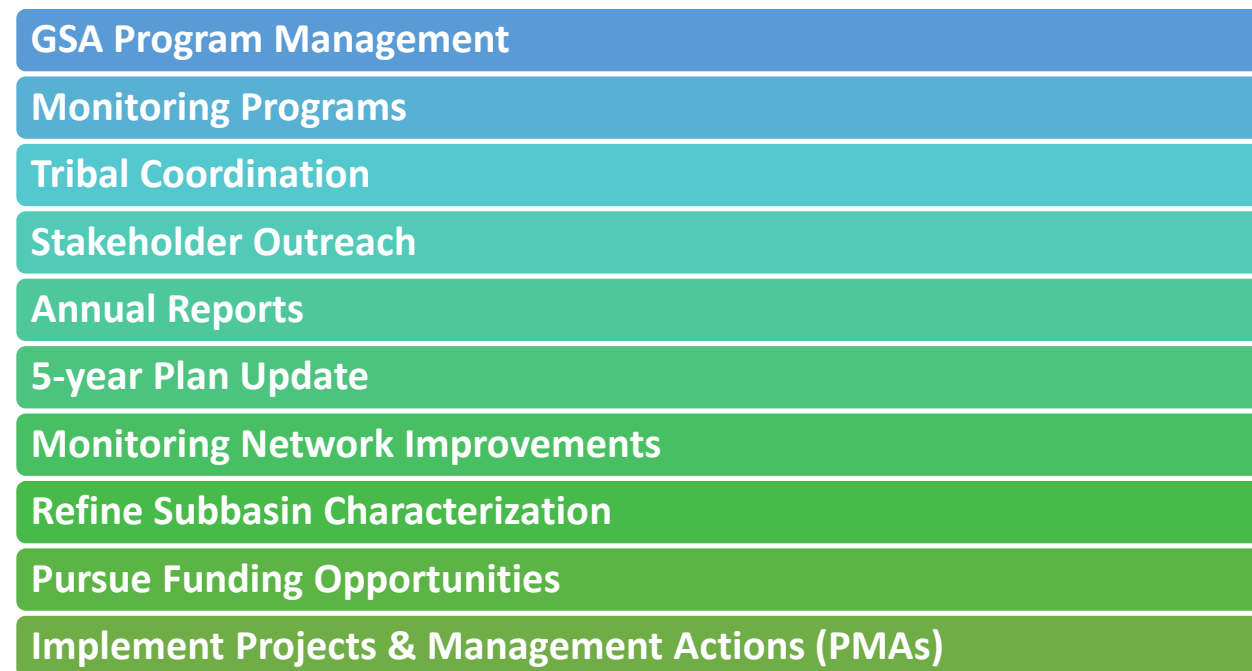 GSA Program Management
Monitoring Programs
Tribal Coordination
Stakeholder Outreach
Annual Reports
5-year Plan Update
Monitoring Network Improvements
Refine Subbasin Characterization
Pursue Funding Opportunities
Implement Projects & Management Actions (PMAs)